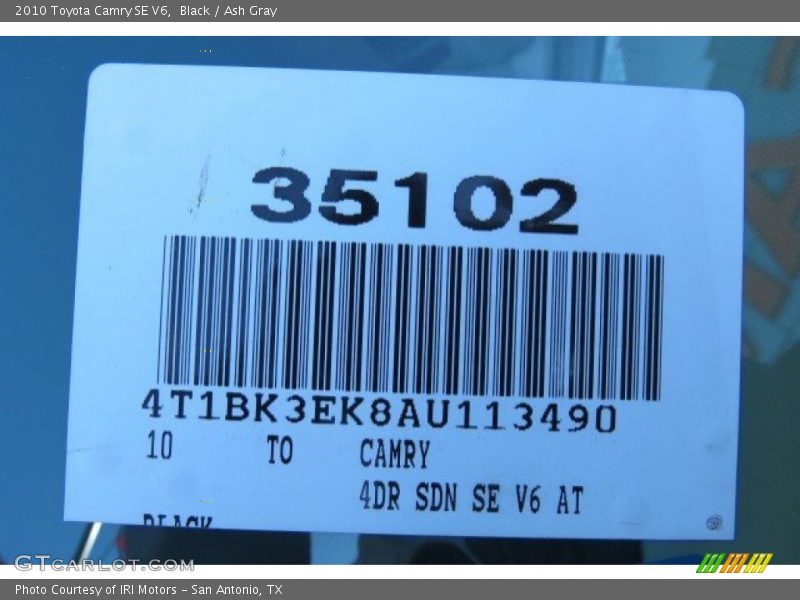 2010 Toyota Camry SE V6, Black / Ash Gray
35102
4T1BK3EK8AU113490
10 TO CAMRY
4DR SDN SE V6 AT
BLACK
GTCARLOT.COM
Photo Courtesy of IRI Motors - San Antonio, TX